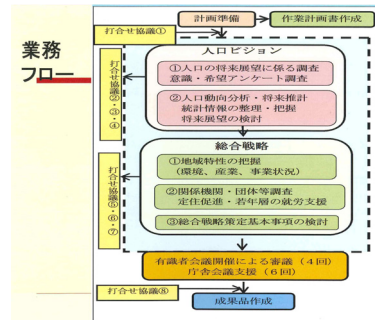 業務
フロー
計画準備
作業計画書作成
打合せ協議①
人口ビジョン
①人口の将来展望に係る調査
意識・希望アンケート調査
②人口動向分析・将来推計
統計情報の整理・把握
将来展望の検討
打合せ協議②・③・④
総合戦略
①地域特性の把握
(環境、産業、事業状況)
②関係機関・団体等調査
定住促進・若年層の就労支援
③総合戦略策定基本事項の検討
打合せ協議⑤・⑥・⑦
有識者会議開催による審議(4回)
庁舎会議支援(6回)
打合せ協議⑧
成果品作成